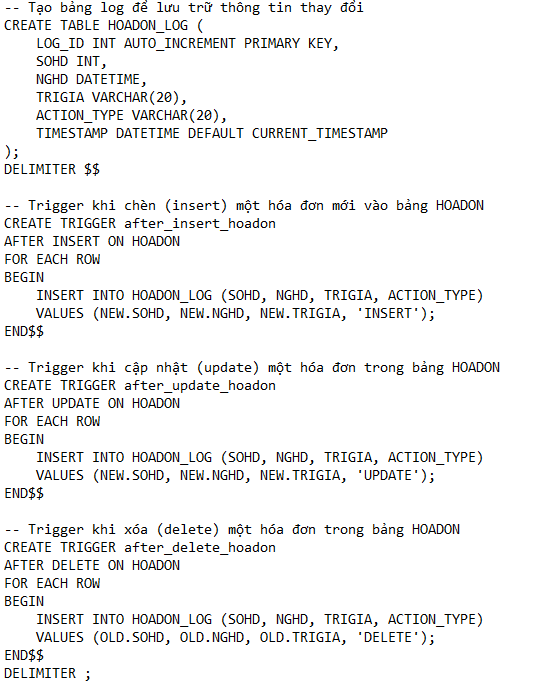 -- Tạo bảng log để lưu trữ thông tin thay đổi
CREATE TABLE HOADON_LOG (
    LOG_ID INT AUTO_INCREMENT PRIMARY KEY,
    SOHD INT,
    NGHD DATETIME,
    TRIGIA VARCHAR(20),
    ACTION_TYPE VARCHAR(20),
    TIMESTAMP DATETIME DEFAULT CURRENT_TIMESTAMP
);
DELIMITER $$

-- Trigger khi chèn (insert) một hóa đơn mới vào bảng HOADON
CREATE TRIGGER after_insert_hoadon
AFTER INSERT ON HOADON
FOR EACH ROW
BEGIN
    INSERT INTO HOADON_LOG (SOHD, NGHD, TRIGIA, ACTION_TYPE)
    VALUES (NEW.SOHD, NEW.NGHD, NEW.TRIGIA, 'INSERT');
END$$

-- Trigger khi cập nhật (update) một hóa đơn trong bảng HOADON
CREATE TRIGGER after_update_hoadon
AFTER UPDATE ON HOADON
FOR EACH ROW
BEGIN
    INSERT INTO HOADON_LOG (SOHD, NGHD, TRIGIA, ACTION_TYPE)
    VALUES (NEW.SOHD, NEW.NGHD, NEW.TRIGIA, 'UPDATE');
END$$

-- Trigger khi xóa (delete) một hóa đơn trong bảng HOADON
CREATE TRIGGER after_delete_hoadon
AFTER DELETE ON HOADON
FOR EACH ROW
BEGIN
    INSERT INTO HOADON_LOG (SOHD, NGHD, TRIGIA, ACTION_TYPE)
    VALUES (OLD.SOHD, OLD.NGHD, OLD.TRIGIA, 'DELETE');
END$$
DELIMITER ;